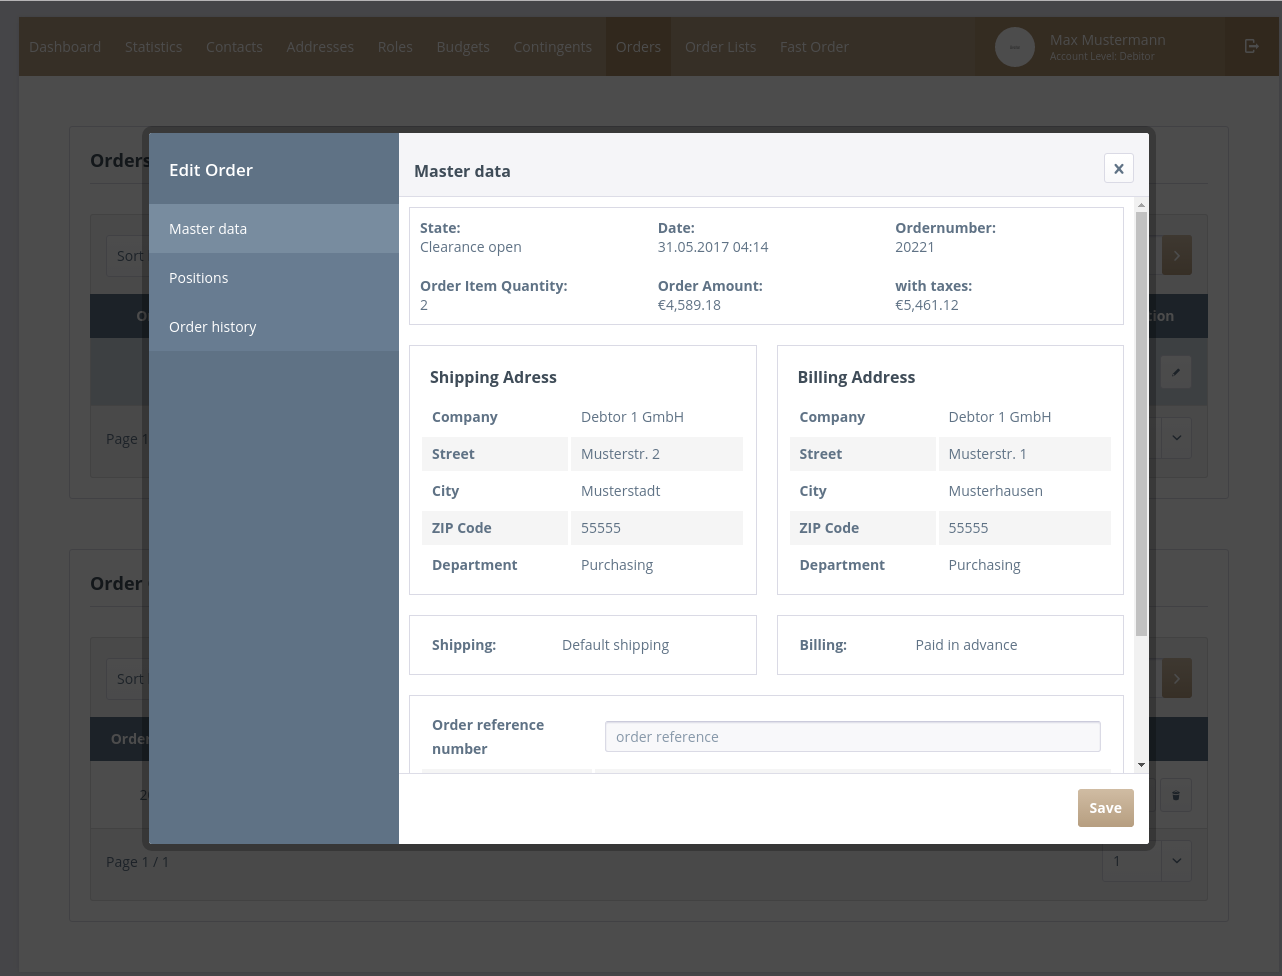 Dashboard Statistics Contacts Addresses Roles Budgets Contingents Orders Order Lists Fast Order
Max Mustermann
Account Level: Debitor
Orders
Sort
Page 1
Order
Sort
Order
Page 1 / 1
1
Edit Order
Master data
Positions
Order history
Master data
State: Date: Ordernumber:
Clearance open 31.05.2017 04:14 20221
Order Item Quantity: Order Amount: with taxes:
2 €4,589.18 €5,461.12
Shipping Adress
Company Debtor 1 GmbH
Street Musterstr. 2
City Musterstadt
ZIP Code 55555
Department Purchasing
Billing Address
Company Debtor 1 GmbH
Street Musterstr. 1
City Musterhausen
ZIP Code 55555
Department Purchasing
Shipping: Default shipping
Billing: Paid in advance
Order reference
number
order reference
Save